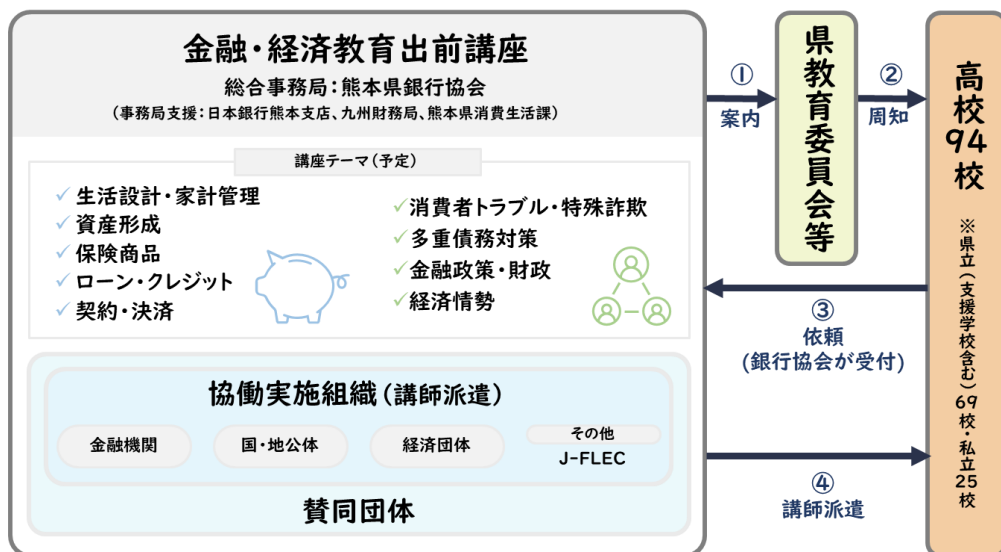 金融・経済教育出前講座
総合事務局:熊本県銀行協会
(事務局支援:日本銀行熊本支店、九州財務局、熊本県消費生活課)
講座テーマ(予定)
✓生活設計・家計管理
✓資産形成
✓保険商品
✓ローン・クレジット
✓契約・決済
✓消費者トラブル・特殊詐欺
✓多重債務対策
✓金融政策・財政
✓経済情勢
協働実施組織(講師派遣)
金融機関
国・地公体
経済団体
その他
J-FLEC
賛同団体
①
案内
県教育委員会等
②
周知
高校94校
※県立(支援学校含む)69校・私立25校
③
依頼
(銀行協会が受付)
④
講師派遣